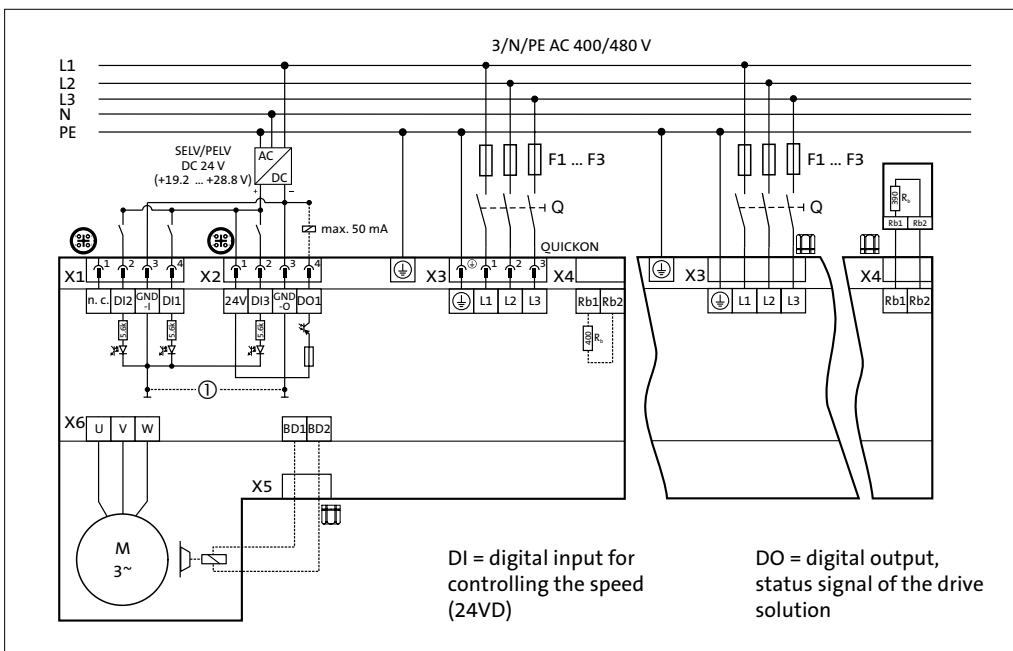 3/N/PE AC 400/480 V
L1
L2
L3
N
PE
SELV/PELV
DC 24 V
(+19.2 ... +28.8 V)
AC
DC
+ –
F1 ... F3
F1 ... F3
Q
Q
max. 50 mA
QUICKON
390 Rb
Rb1 Rb2
X1 1 2 3 4
X2 1 2 3 4
X3 1 2 3
X4
X3
X4
n. c. DI2 GND-I DI1
24V DI3 GND-O DO1
L1 L2 L3
Rb1 Rb2
L1 L2 L3
Rb1 Rb2
5.6k 5.6k 5.6k
400 Rb
1
X6 U V W
BD1 BD2
X5
M
3~
DI = digital input for
controlling the speed
(24VD)
DO = digital output,
status signal of the drive
solution